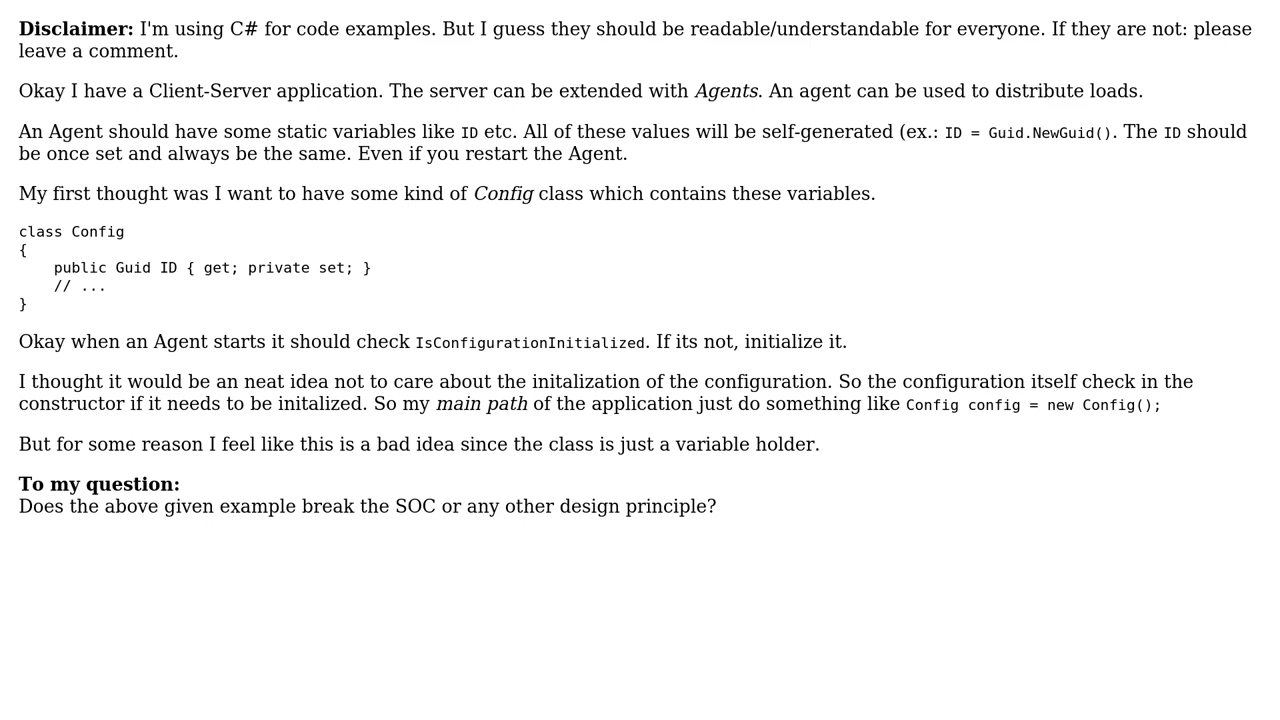 Disclaimer: I'm using C# for code examples. But I guess they should be readable/understandable for everyone. If they are not: please
leave a comment.
Okay I have a Client-Server application. The server can be extended with Agents. An agent can be used to distribute loads.
An Agent should have some static variables like ID etc. All of these values will be self-generated (ex.: ID = Guid.NewGuid(). The ID should
be once set and always be the same. Even if you restart the Agent.
My first thought was I want to have some kind of Config class which contains these variables.
class Config
{
    public Guid ID { get; private set; }
    // ...
}
Okay when an Agent starts it should check IsConfigurationInitialized. If its not, initialize it.
I thought it would be an neat idea not to care about the initalization of the configuration. So the configuration itself check in the
constructor if it needs to be initalized. So my main path of the application just do something like Config config = new Config();
But for some reason I feel like this is a bad idea since the class is just a variable holder.
To my question:
Does the above given example break the SOC or any other design principle?